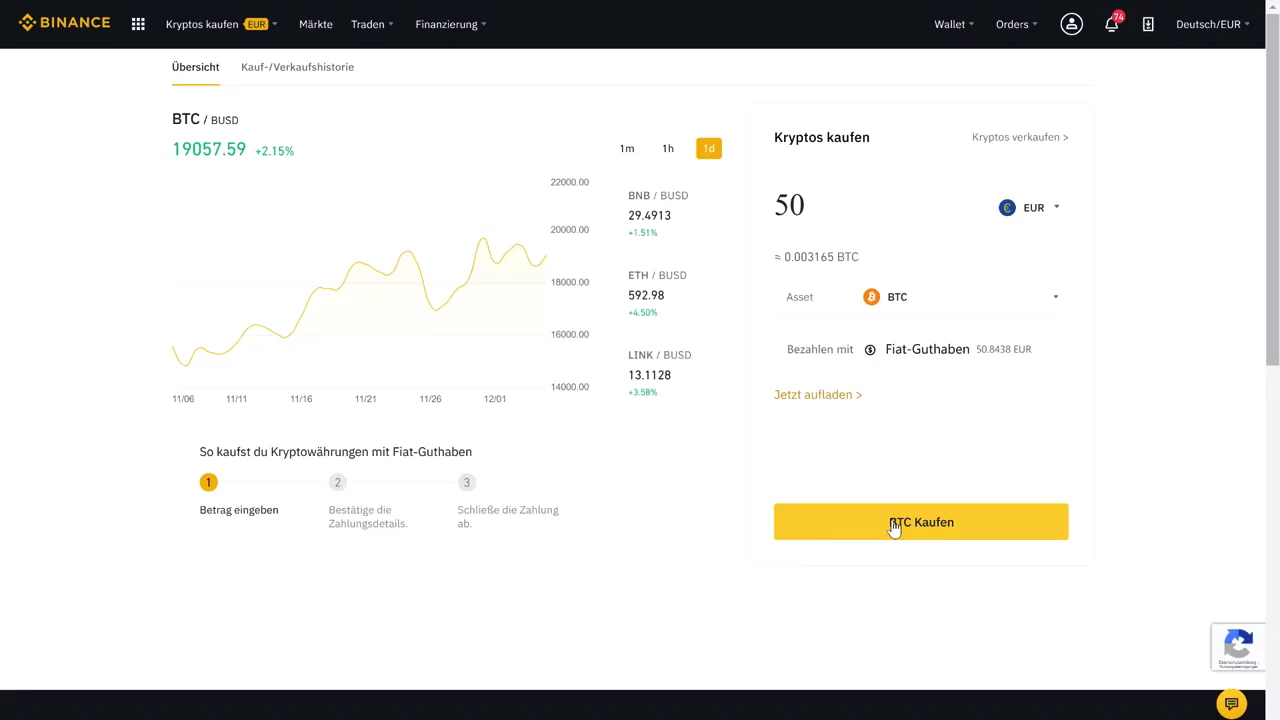 BINANCE
Kryptos kaufen EUR
Märkte
Traden
Finanzierung
Wallet
Orders
74
Deutsch/EUR
Übersicht
Kauf-/Verkaufshistorie
BTC / BUSD
19057.59 +2.15%
1m 1h 1d
22000.00
20000.00
18000.00
16000.00
14000.00
11/06 11/11 11/16 11/21 11/26 12/01
BNB / BUSD
29.4913
+1.51%
ETH / BUSD
592.98
+4.50%
LINK / BUSD
13.1128
+3.58%
So kaufst du Kryptowährungen mit Fiat-Guthaben
1
Betrag eingeben
2
Bestätige die
Zahlungsdetails.
3
Schließe die Zahlung
ab.
Kryptos kaufen
Kryptos verkaufen >
50
EUR
≈ 0.003165 BTC
Asset BTC
Bezahlen mit Fiat-Guthaben 50.8438 EUR
Jetzt aufladen >
BTC Kaufen